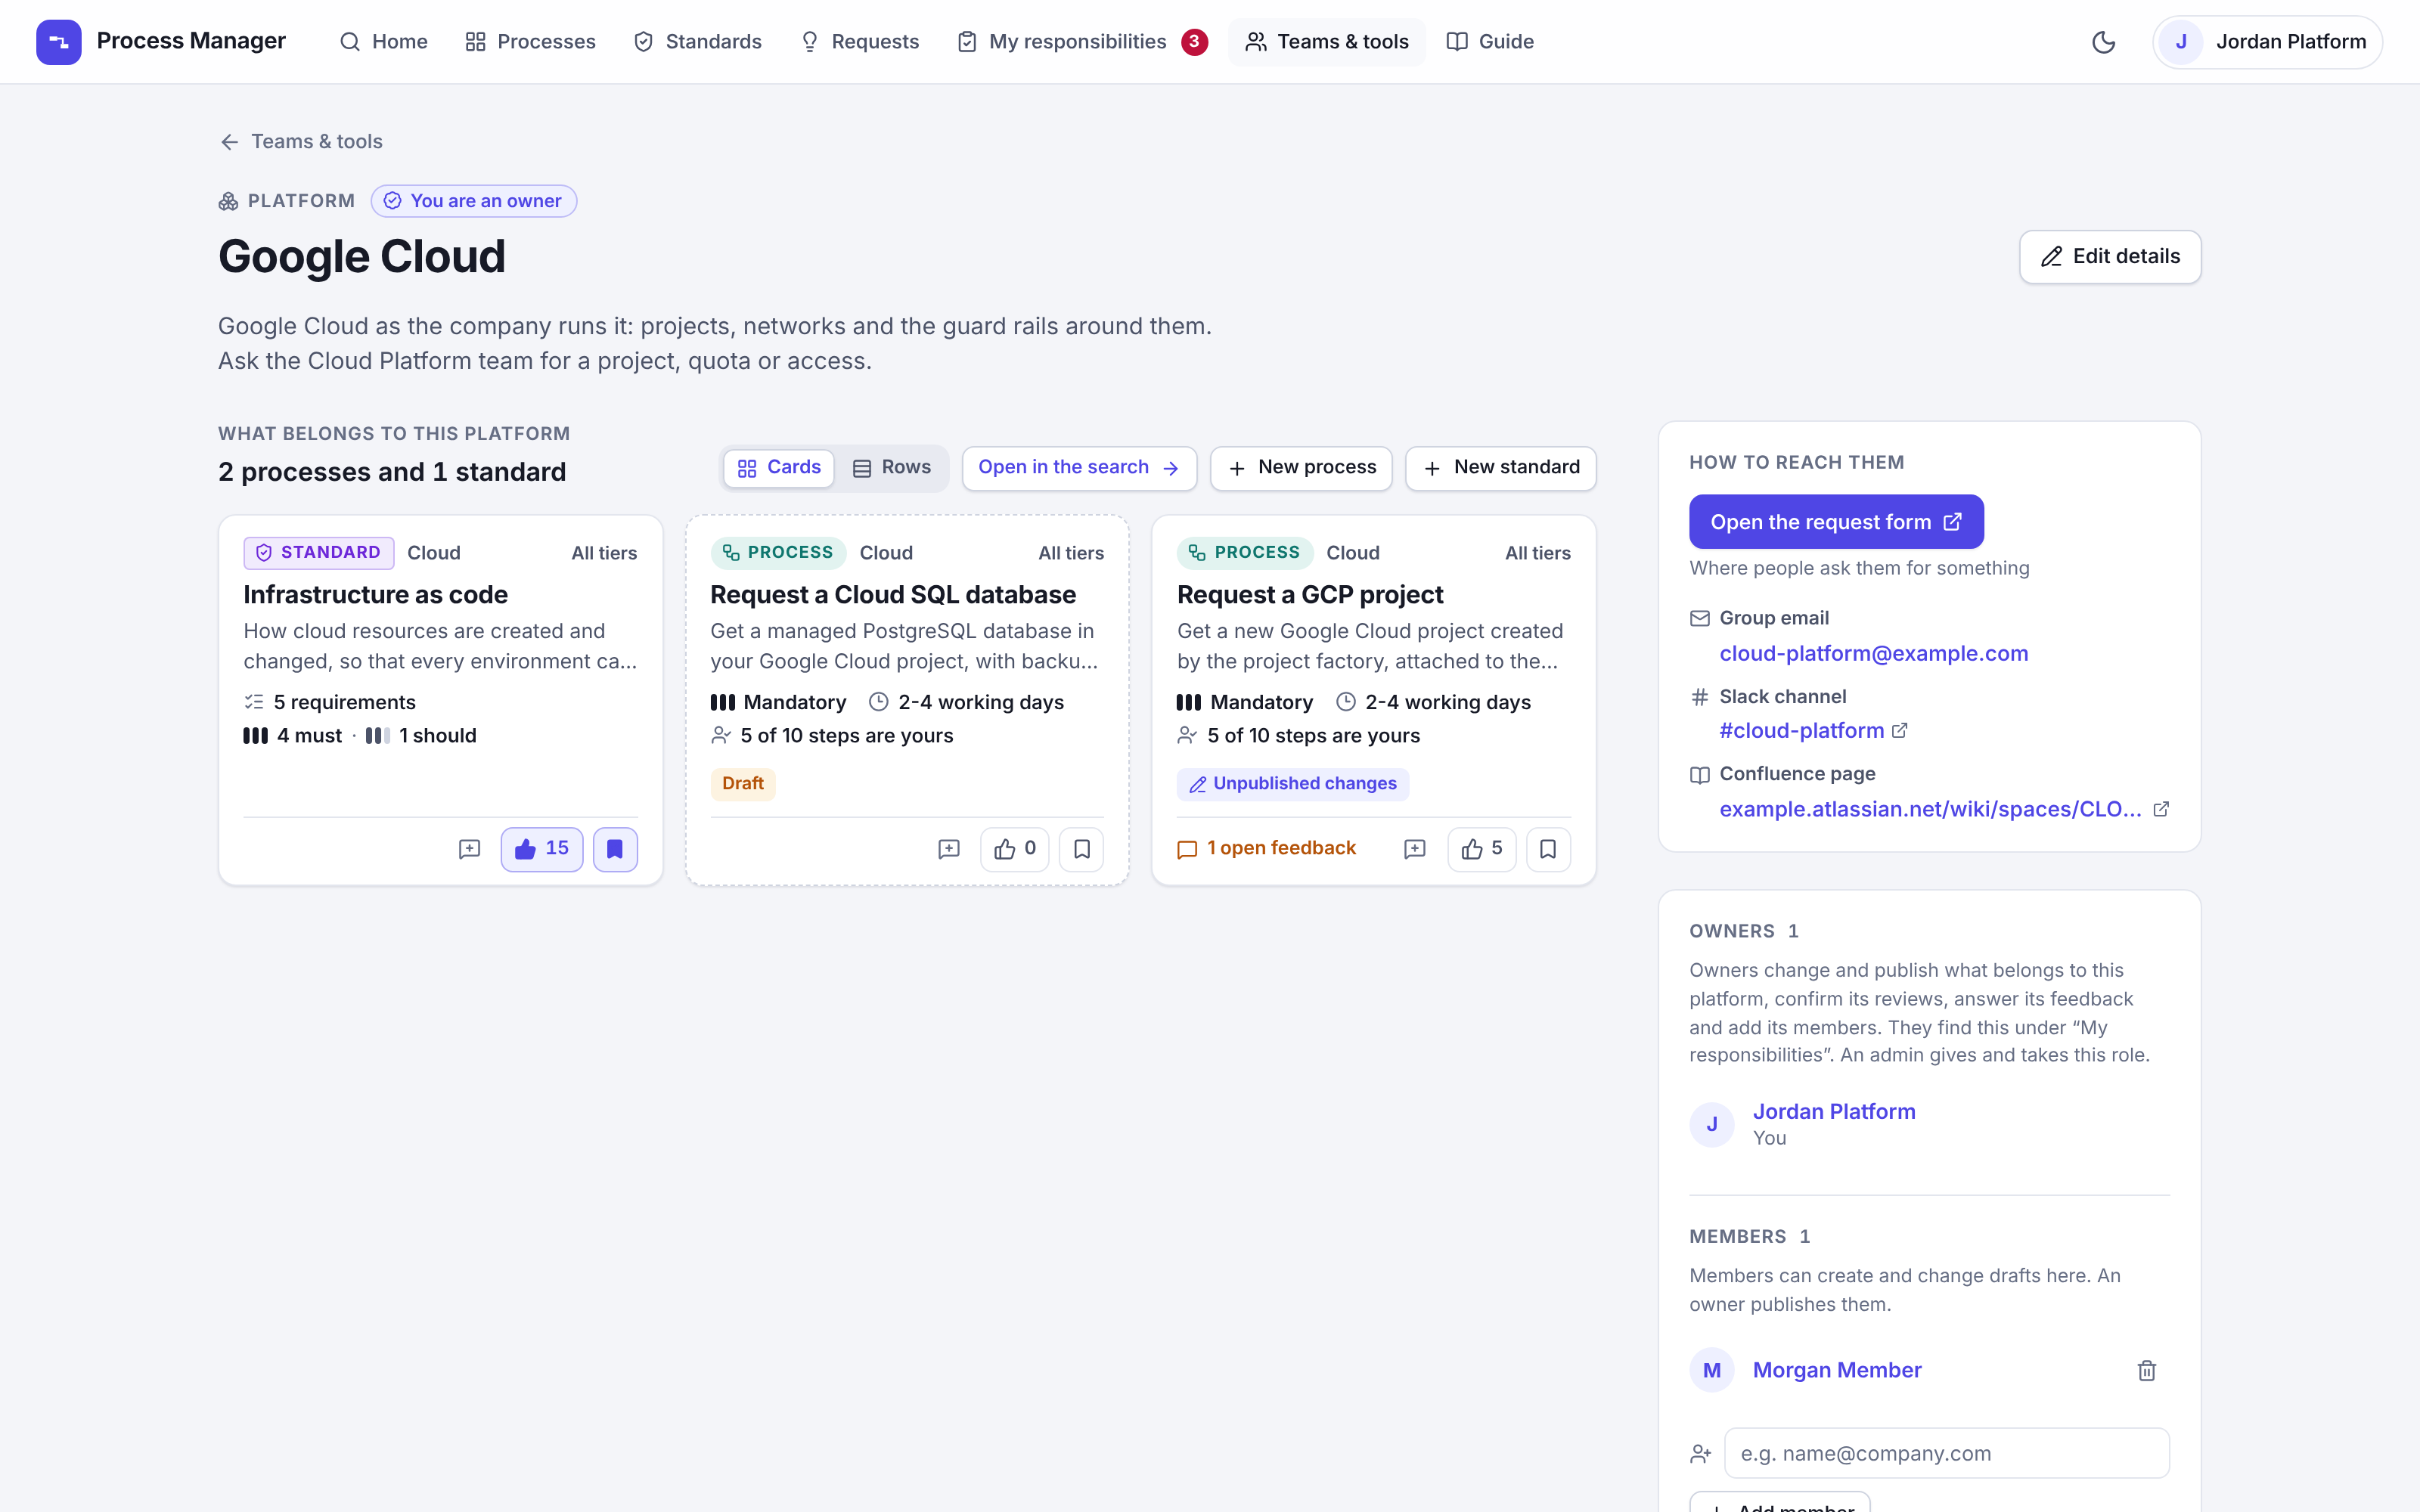 Process Manager
Home
Processes
Standards
Requests
My responsibilities 3
Teams & tools
Guide
J Jordan Platform
Teams & tools
PLATFORM
You are an owner
Google Cloud
Edit details
Google Cloud as the company runs it: projects, networks and the guard rails around them.
Ask the Cloud Platform team for a project, quota or access.
WHAT BELONGS TO THIS PLATFORM
2 processes and 1 standard
Cards
Rows
Open in the search
New process
New standard
STANDARD Cloud All tiers
Infrastructure as code
How cloud resources are created and
changed, so that every environment ca...
5 requirements
4 must · 1 should
15
PROCESS Cloud All tiers
Request a Cloud SQL database
Get a managed PostgreSQL database in
your Google Cloud project, with backu...
Mandatory 2-4 working days
5 of 10 steps are yours
Draft
0
PROCESS Cloud All tiers
Request a GCP project
Get a new Google Cloud project created
by the project factory, attached to the...
Mandatory 2-4 working days
5 of 10 steps are yours
Unpublished changes
1 open feedback 5
HOW TO REACH THEM
Open the request form
Where people ask them for something
Group email
cloud-platform@example.com
Slack channel
#cloud-platform
Confluence page
example.atlassian.net/wiki/spaces/CLO...
OWNERS 1
Owners change and publish what belongs to this
platform, confirm its reviews, answer its feedback
and add its members. They find this under “My
responsibilities”. An admin gives and takes this role.
J Jordan Platform
You
MEMBERS 1
Members can create and change drafts here. An
owner publishes them.
M Morgan Member
e.g. name@company.com
Add member